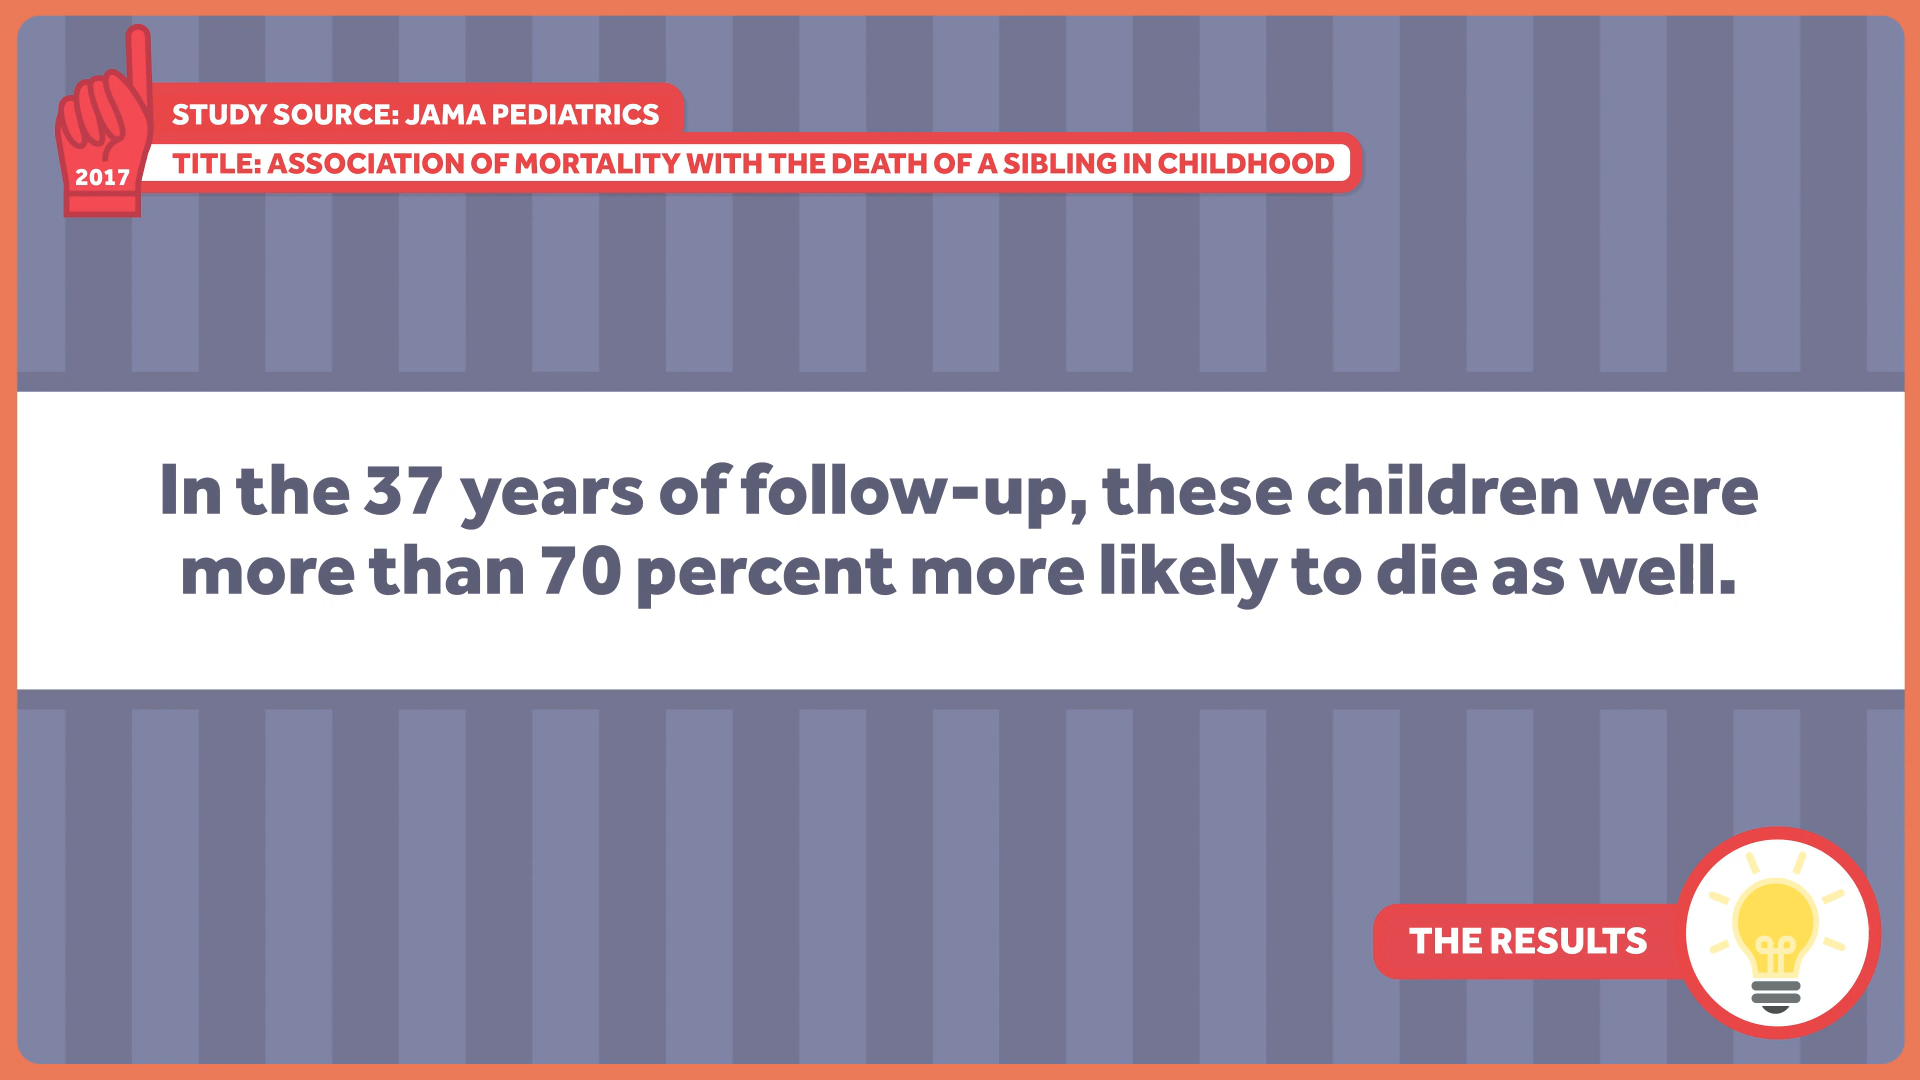 STUDY SOURCE: JAMA PEDIATRICS
TITLE: ASSOCIATION OF MORTALITY WITH THE DEATH OF A SIBLING IN CHILDHOOD
2017
In the 37 years of follow-up, these children were
more than 70 percent more likely to die as well.
THE RESULTS